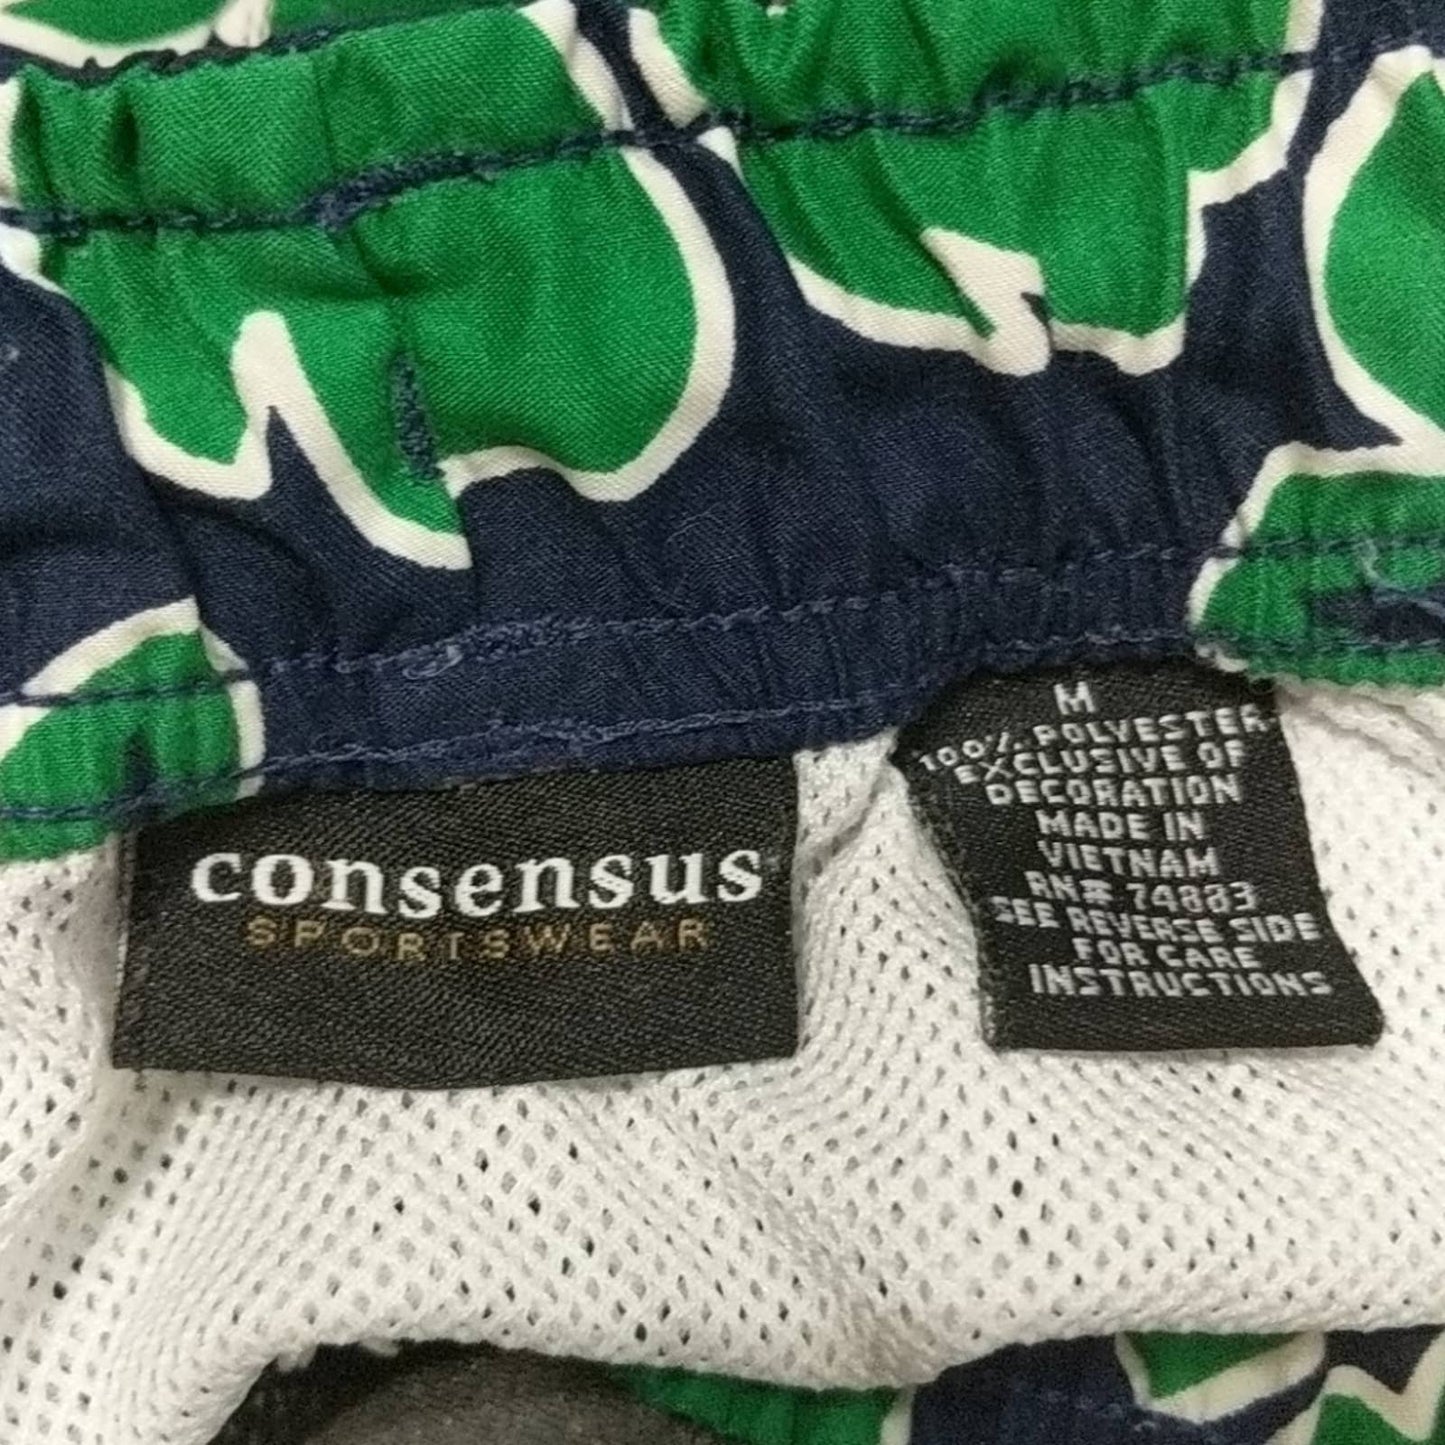 consensus
SPORTSWEAR
M
100% POLYESTER
EXCLUSIVE OF
DECORATION
MADE IN
VIETNAM
RN# 74883
SEE REVERSE SIDE
FOR CARE
INSTRUCTIONS